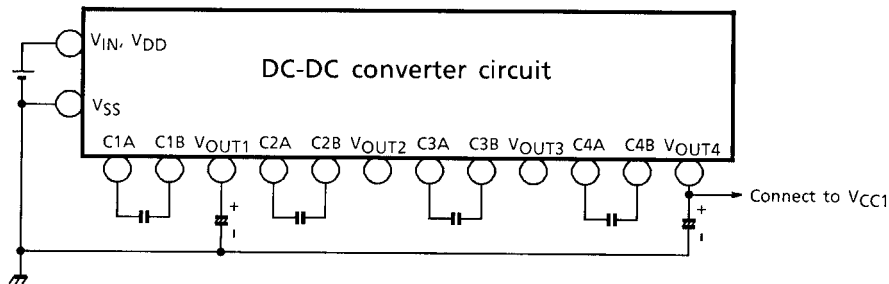 VIN, VDD
DC-DC converter circuit
VSS
C1A C1B VOUT1 C2A C2B VOUT2 C3A C3B VOUT3 C4A C4B VOUT4
+ +
Connect to VCC1
- -